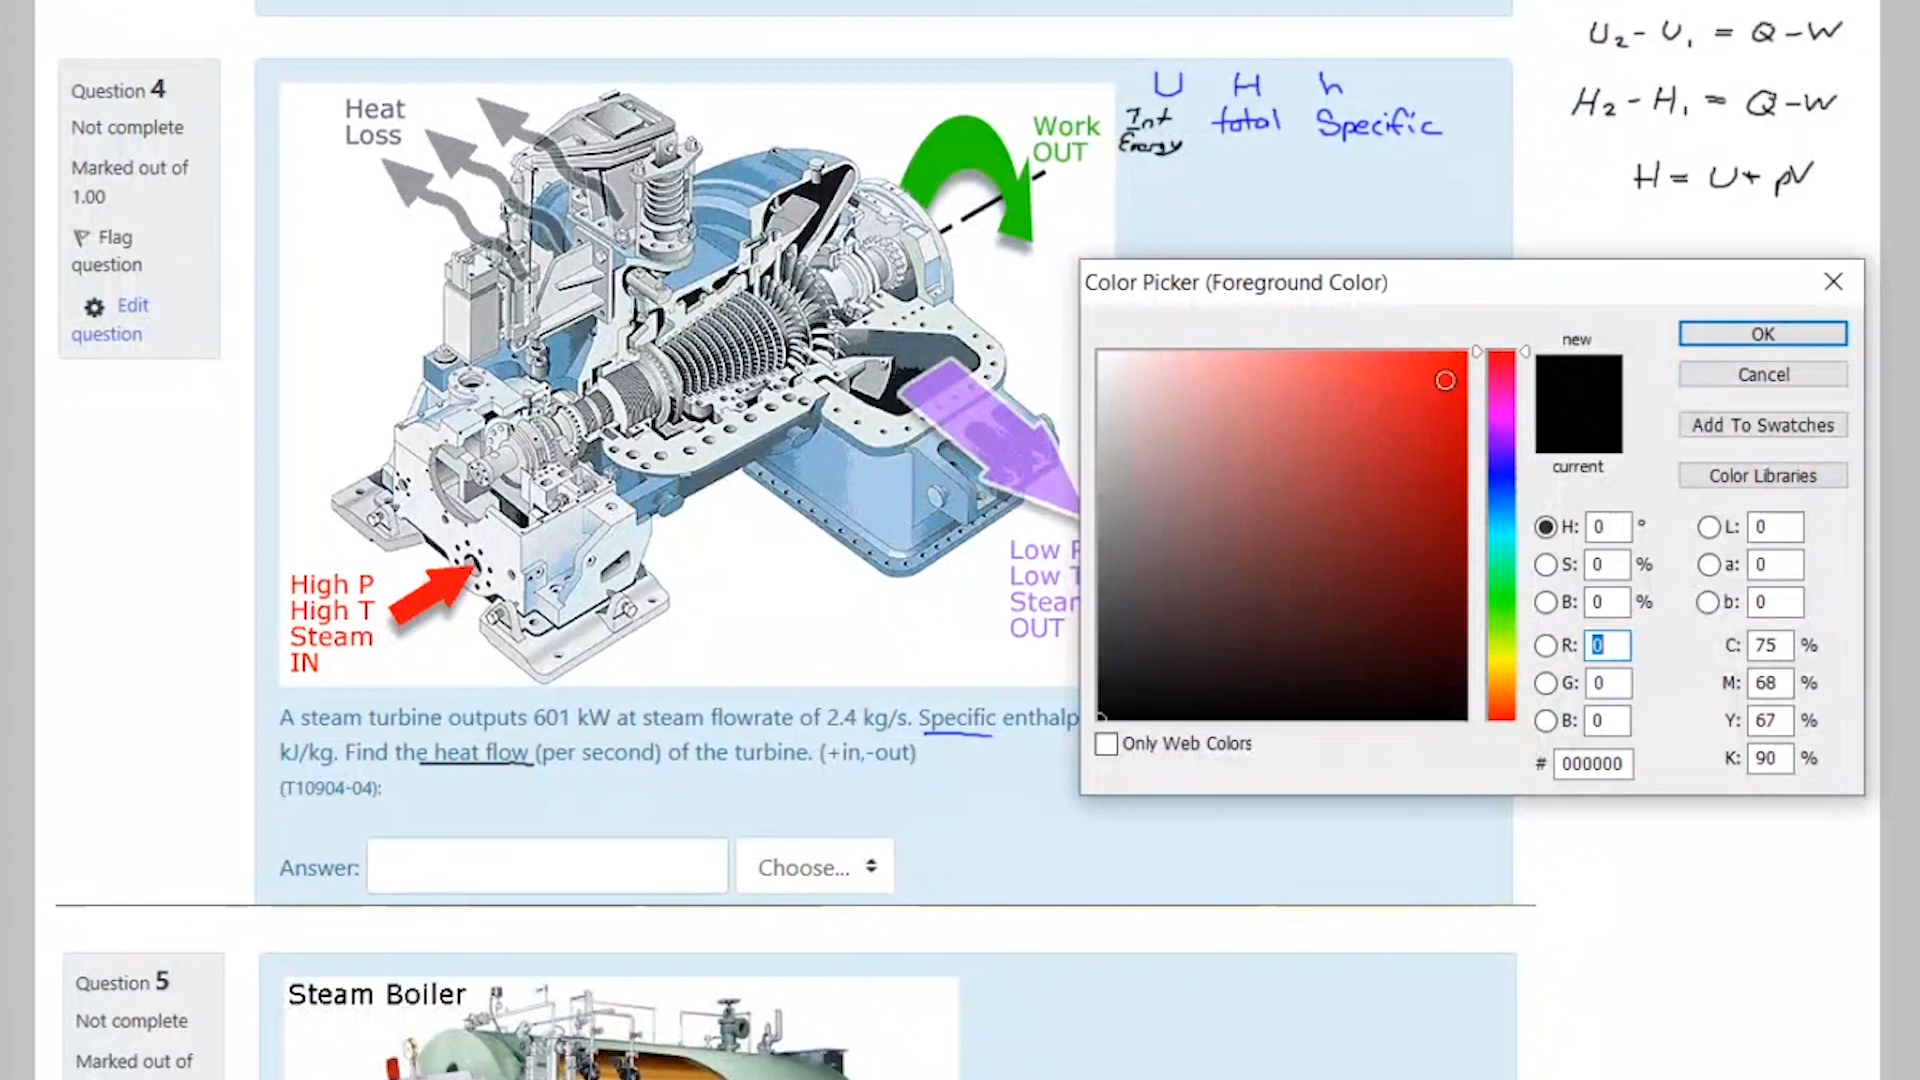 U₂ - U₁ = Q - W
H₂ - H₁ = Q - W
H = U + pV
Question 4
Not complete
Marked out of
1.00
Flag
question
Edit
question
Heat
Loss
Work
OUT
U H h
Int
Energy
total
Specific
High P
High T
Steam
IN
Low
Low
OUT
A steam turbine outputs 601 kW at steam flowrate of 2.4 kg/s. Specific
kJ/kg. Find the heat flow (per second) of the turbine. (+in,-out)
(T10904-04):
Answer:
Choose...
Color Picker (Foreground Color)
new
current
OK
Cancel
Add To Swatches
Color Libraries
H: 0 °
S: 0 %
B: 0 %
R: 0
G: 0
B: 0
# 000000
L: 0
a: 0
b: 0
C: 75 %
M: 68 %
Y: 67 %
K: 90 %
Only Web Colors
Question 5
Not complete
Marked out of
Steam Boiler